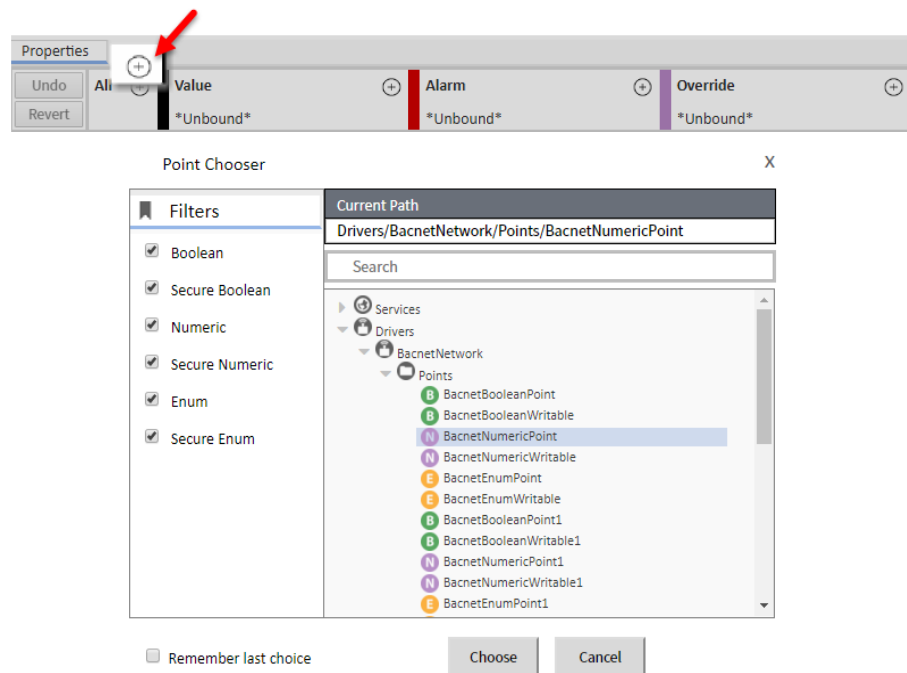 Properties
Undo
All
Value
Alarm
Override
Revert
*Unbound*
*Unbound*
*Unbound*
Point Chooser
X
Filters
Current Path
Drivers/BacnetNetwork/Points/BacnetNumericPoint
Boolean
Search
Secure Boolean
Numeric
Secure Numeric
Enum
Secure Enum
Services
Drivers
BacnetNetwork
Points
B BacnetBooleanPoint
B BacnetBooleanWritable
N BacnetNumericPoint
N BacnetNumericWritable
E BacnetEnumPoint
E BacnetEnumWritable
B BacnetBooleanPoint1
B BacnetBooleanWritable1
N BacnetNumericPoint1
N BacnetNumericWritable1
E BacnetEnumPoint1
Remember last choice
Choose
Cancel